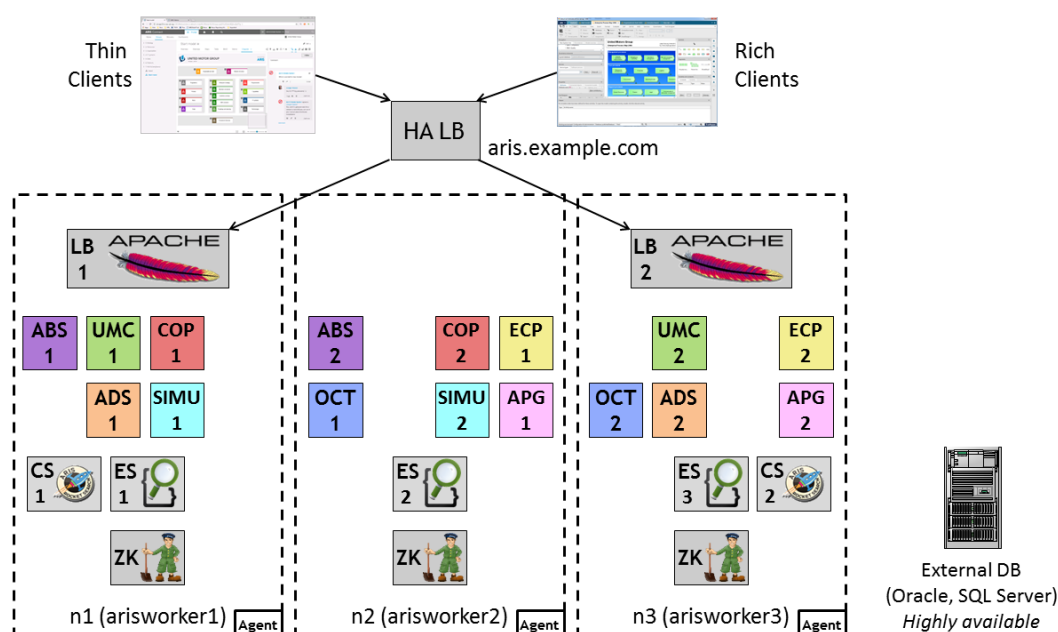 Thin
Clients
Rich
Clients
HA LB
aris.example.com
LB
1
APACHE
LB
2
APACHE
ABS
1
UMC
1
COP
1
ABS
2
COP
2
ECP
1
UMC
2
ECP
2
ADS
1
SIMU
1
OCT
1
SIMU
2
APG
1
OCT
2
ADS
2
APG
2
CS
1
ES
1
ES
2
ES
3
CS
2
ZK
ZK
ZK
External DB
(Oracle, SQL Server)
Highly available
n1 (arisworker1)
Agent
n2 (arisworker2)
Agent
n3 (arisworker3)
Agent